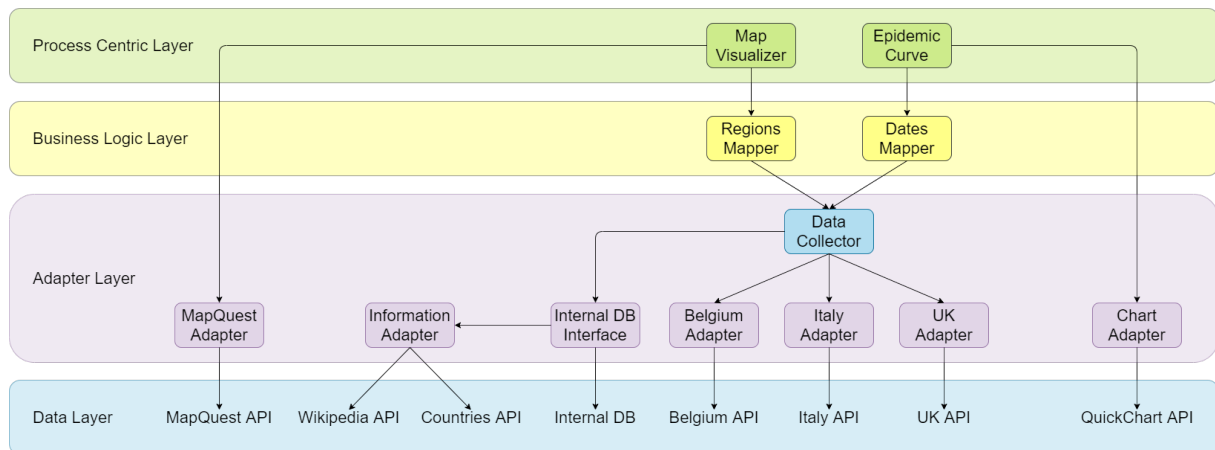 Process Centric Layer
Map
Visualizer
Epidemic
Curve
Business Logic Layer
Regions
Mapper
Dates
Mapper
Adapter Layer
Data
Collector
MapQuest
Adapter
Information
Adapter
Internal DB
Interface
Belgium
Adapter
Italy
Adapter
UK
Adapter
Chart
Adapter
Data Layer
MapQuest API
Wikipedia API
Countries API
Internal DB
Belgium API
Italy API
UK API
QuickChart API